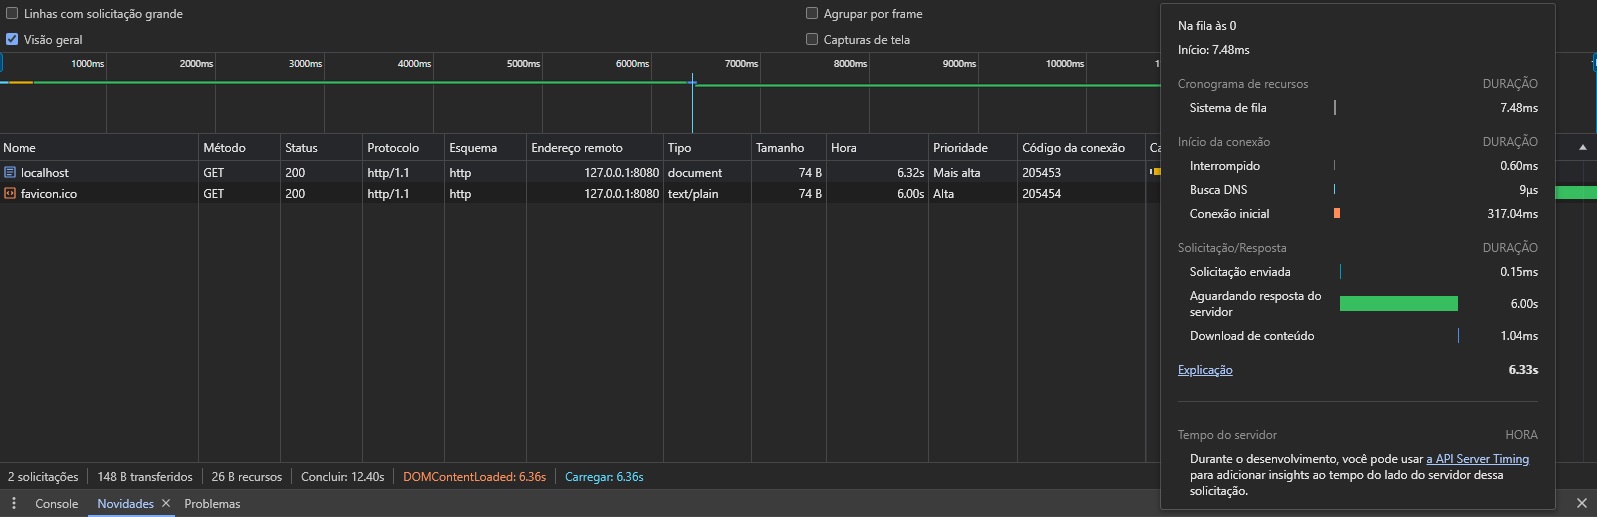 Linhas com solicitação grande
Agrupar por frame
Visão geral
Capturas de tela
1000ms 2000ms 3000ms 4000ms 5000ms 6000ms 7000ms 8000ms 9000ms 10000ms
Nome Método Status Protocolo Esquema Endereço remoto Tipo Tamanho Hora Prioridade Código da conexão
localhost GET 200 http/1.1 http 127.0.0.1:8080 document 74 B 6.32s Mais alta 205453
favicon.ico GET 200 http/1.1 http 127.0.0.1:8080 text/plain 74 B 6.00s Alta 205454
Na fila às 0
Início: 7.48ms
Cronograma de recursos DURAÇÃO
Sistema de fila 7.48ms
Início da conexão DURAÇÃO
Interrompido 0.60ms
Busca DNS 9µs
Conexão inicial 317.04ms
Solicitação/Resposta DURAÇÃO
Solicitação enviada 0.15ms
Aguardando resposta do
servidor 6.00s
Download de conteúdo 1.04ms
Explicação 6.33s
Tempo do servidor HORA
Durante o desenvolvimento, você pode usar a API Server Timing
para adicionar insights ao tempo do lado do servidor dessa
solicitação.
2 solicitações 148 B transferidos 26 B recursos Concluir: 12.40s DOMContentLoaded: 6.36s Carregar: 6.36s
Console Novidades Problemas